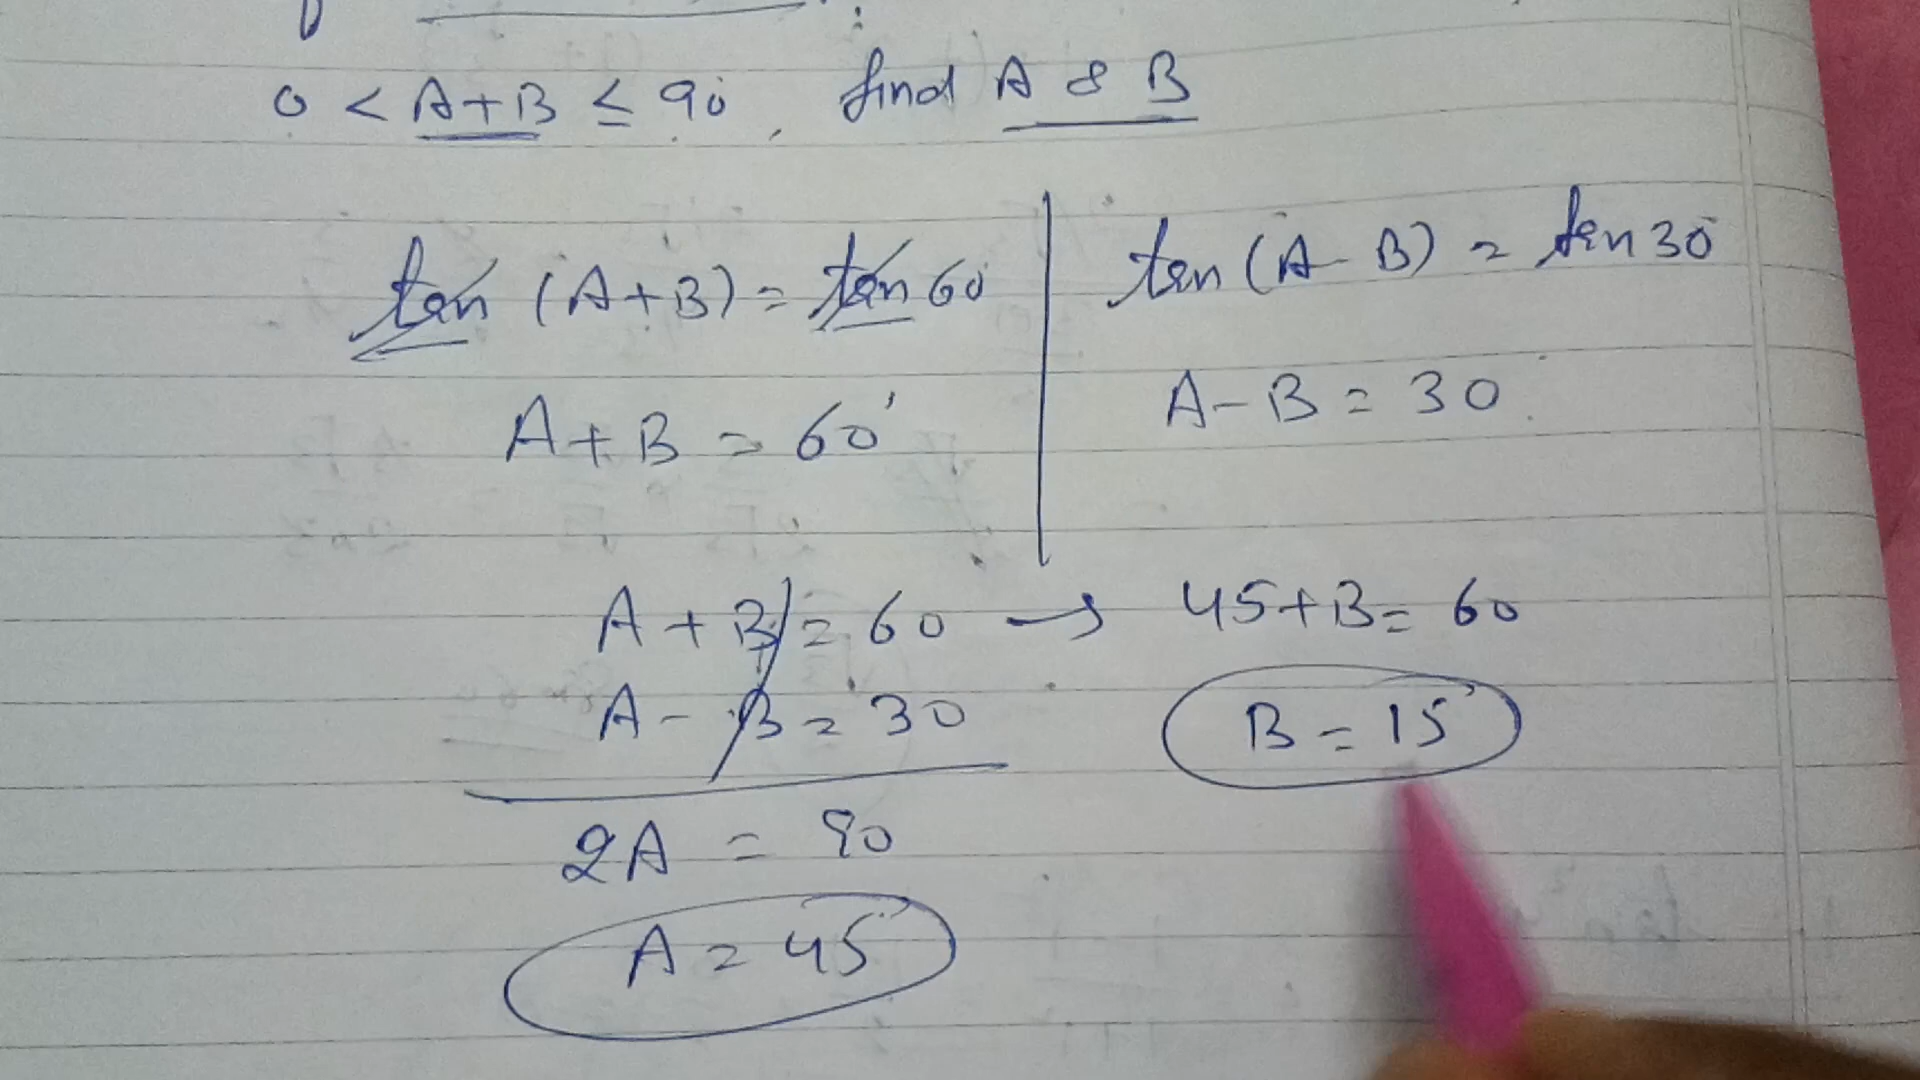 0 < A+B ≤ 90°, find A & B
tan (A+B) = tan 60°
A+B = 60°
tan (A-B) = tan 30°
A-B = 30
A+B = 60 → 45+B = 60
A-B = 30
B = 15°
2A = 90
A = 45°